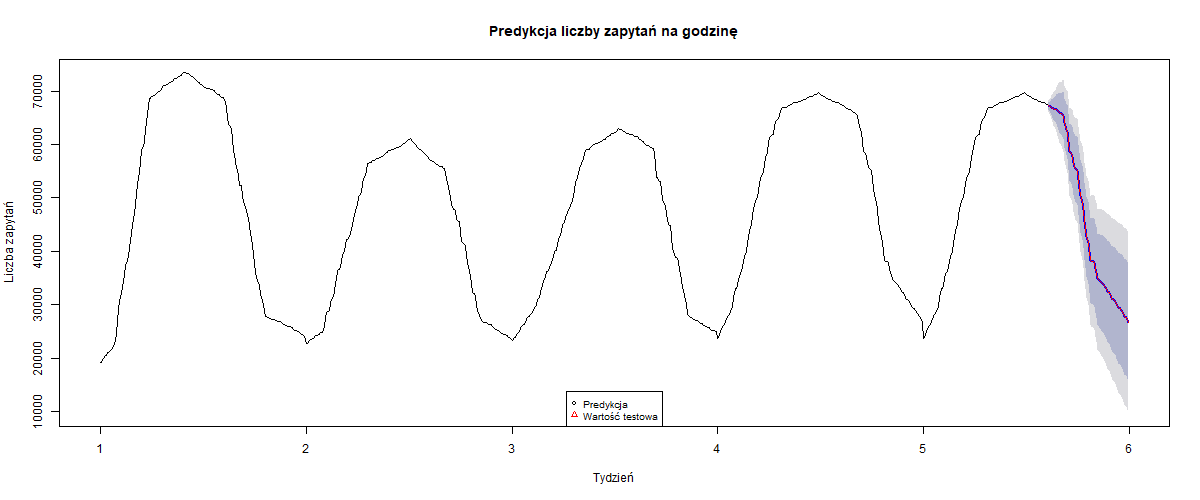 Predykcja liczby zapytań na godzinę
Liczba zapytań
70000
60000
50000
40000
30000
20000
10000
Predykcja
Wartość testowa
1 2 3 4 5 6
Tydzień